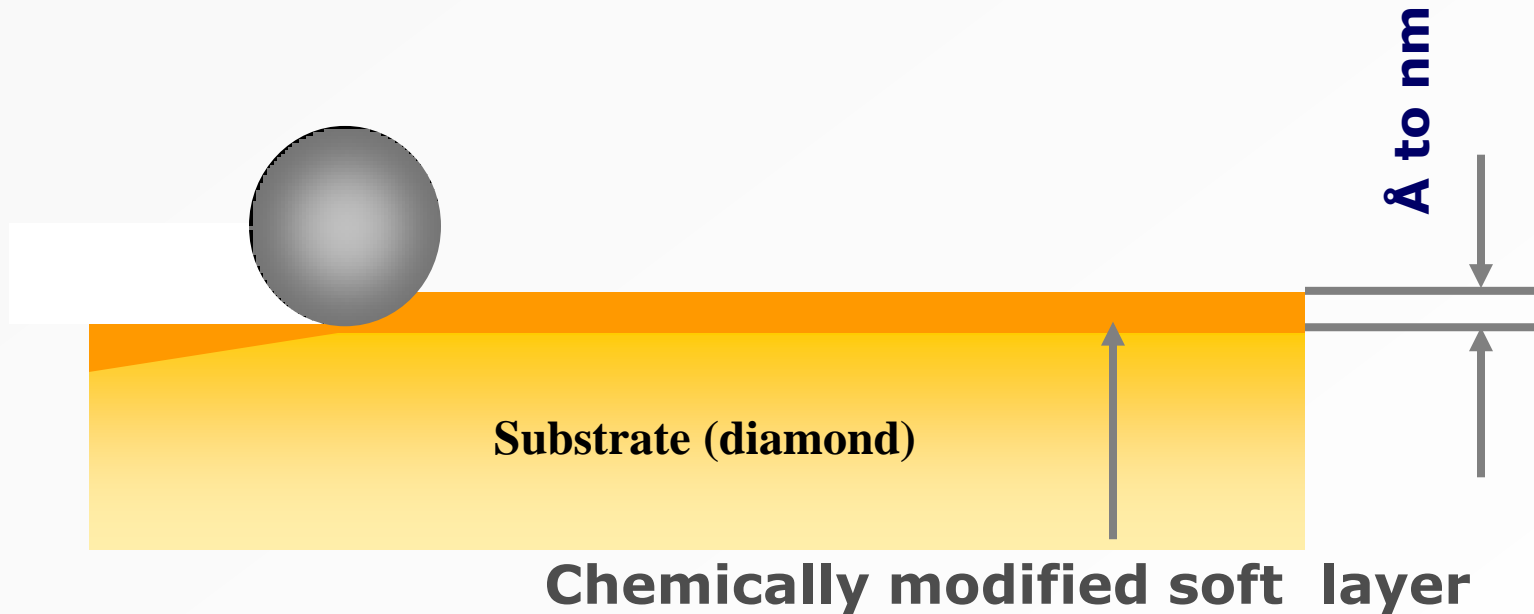 Å to nm
Substrate (diamond)
Chemically modified soft  layer